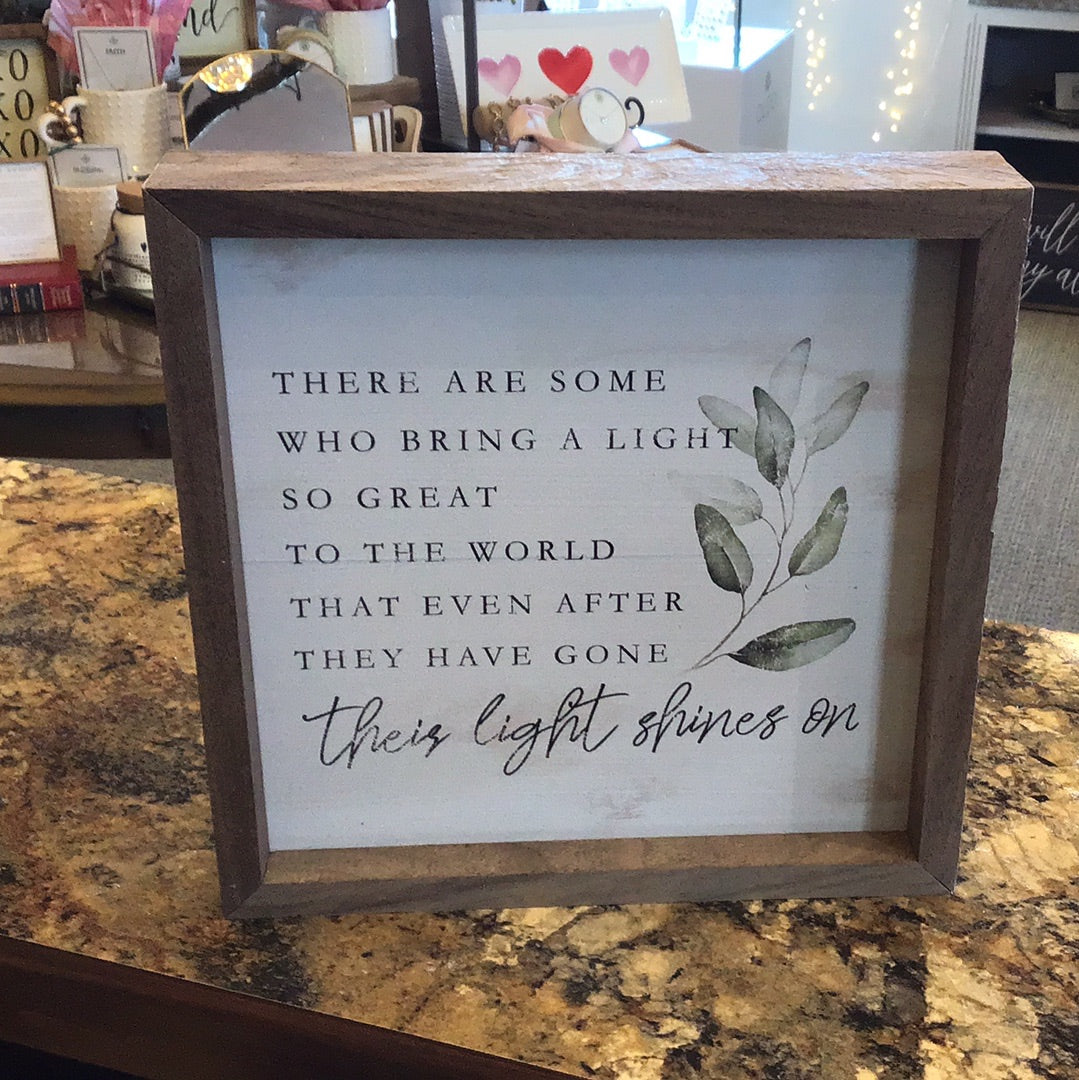 THERE ARE SOME
WHO BRING A LIGHT
SO GREAT
TO THE WORLD
THAT EVEN AFTER
THEY HAVE GONE
their light shines on